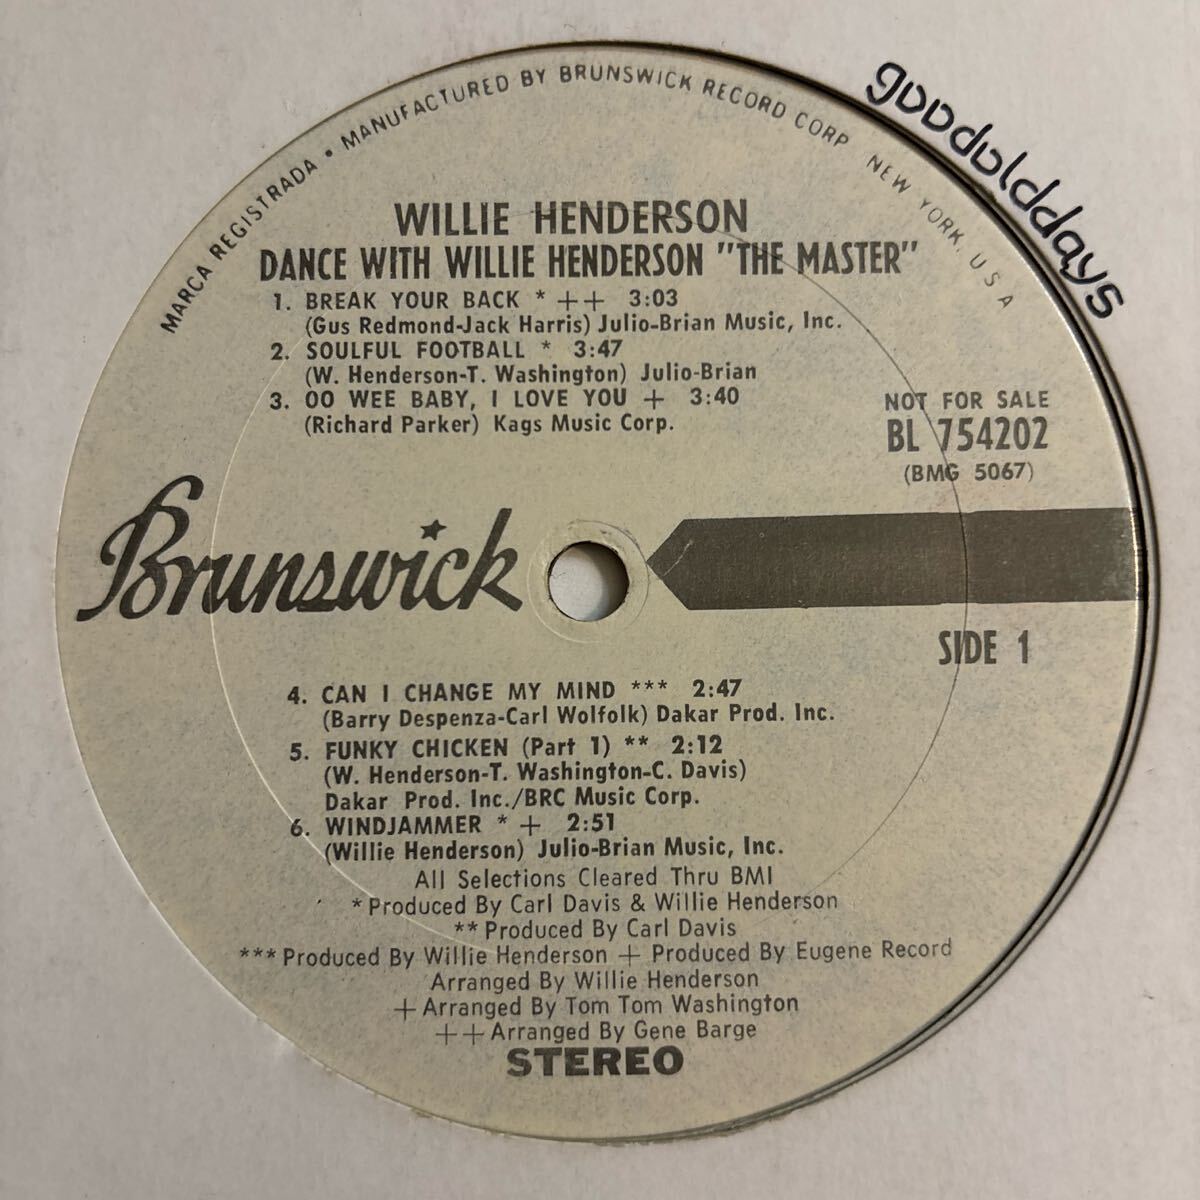 MARCA REGISTRADA • MANUFACTURED BY BRUNSWICK RECORD CORP NEW YORK, U S A
goodolddays
WILLIE HENDERSON
DANCE WITH WILLIE HENDERSON "THE MASTER"
1. BREAK YOUR BACK * ++ 3:03
(Gus Redmond-Jack Harris) Julio-Brian Music, Inc.
2. SOULFUL FOOTBALL * 3:47
(W. Henderson-T. Washington) Julio-Brian
3. OO WEE BABY, I LOVE YOU + 3:40
(Richard Parker) Kags Music Corp.
NOT FOR SALE
BL 754202
(BMG 5067)
Brunswick
SIDE 1
4. CAN I CHANGE MY MIND *** 2:47
(Barry Despenza-Carl Wolfolk) Dakar Prod. Inc.
5. FUNKY CHICKEN (Part 1) ** 2:12
(W. Henderson-T. Washington-C. Davis)
Dakar Prod. Inc./BRC Music Corp.
6. WINDJAMMER * + 2:51
(Willie Henderson) Julio-Brian Music, Inc.
All Selections Cleared Thru BMI
* Produced By Carl Davis & Willie Henderson
** Produced By Carl Davis
*** Produced By Willie Henderson + Produced By Eugene Record
Arranged By Willie Henderson
+ Arranged By Tom Tom Washington
++ Arranged By Gene Barge
STEREO